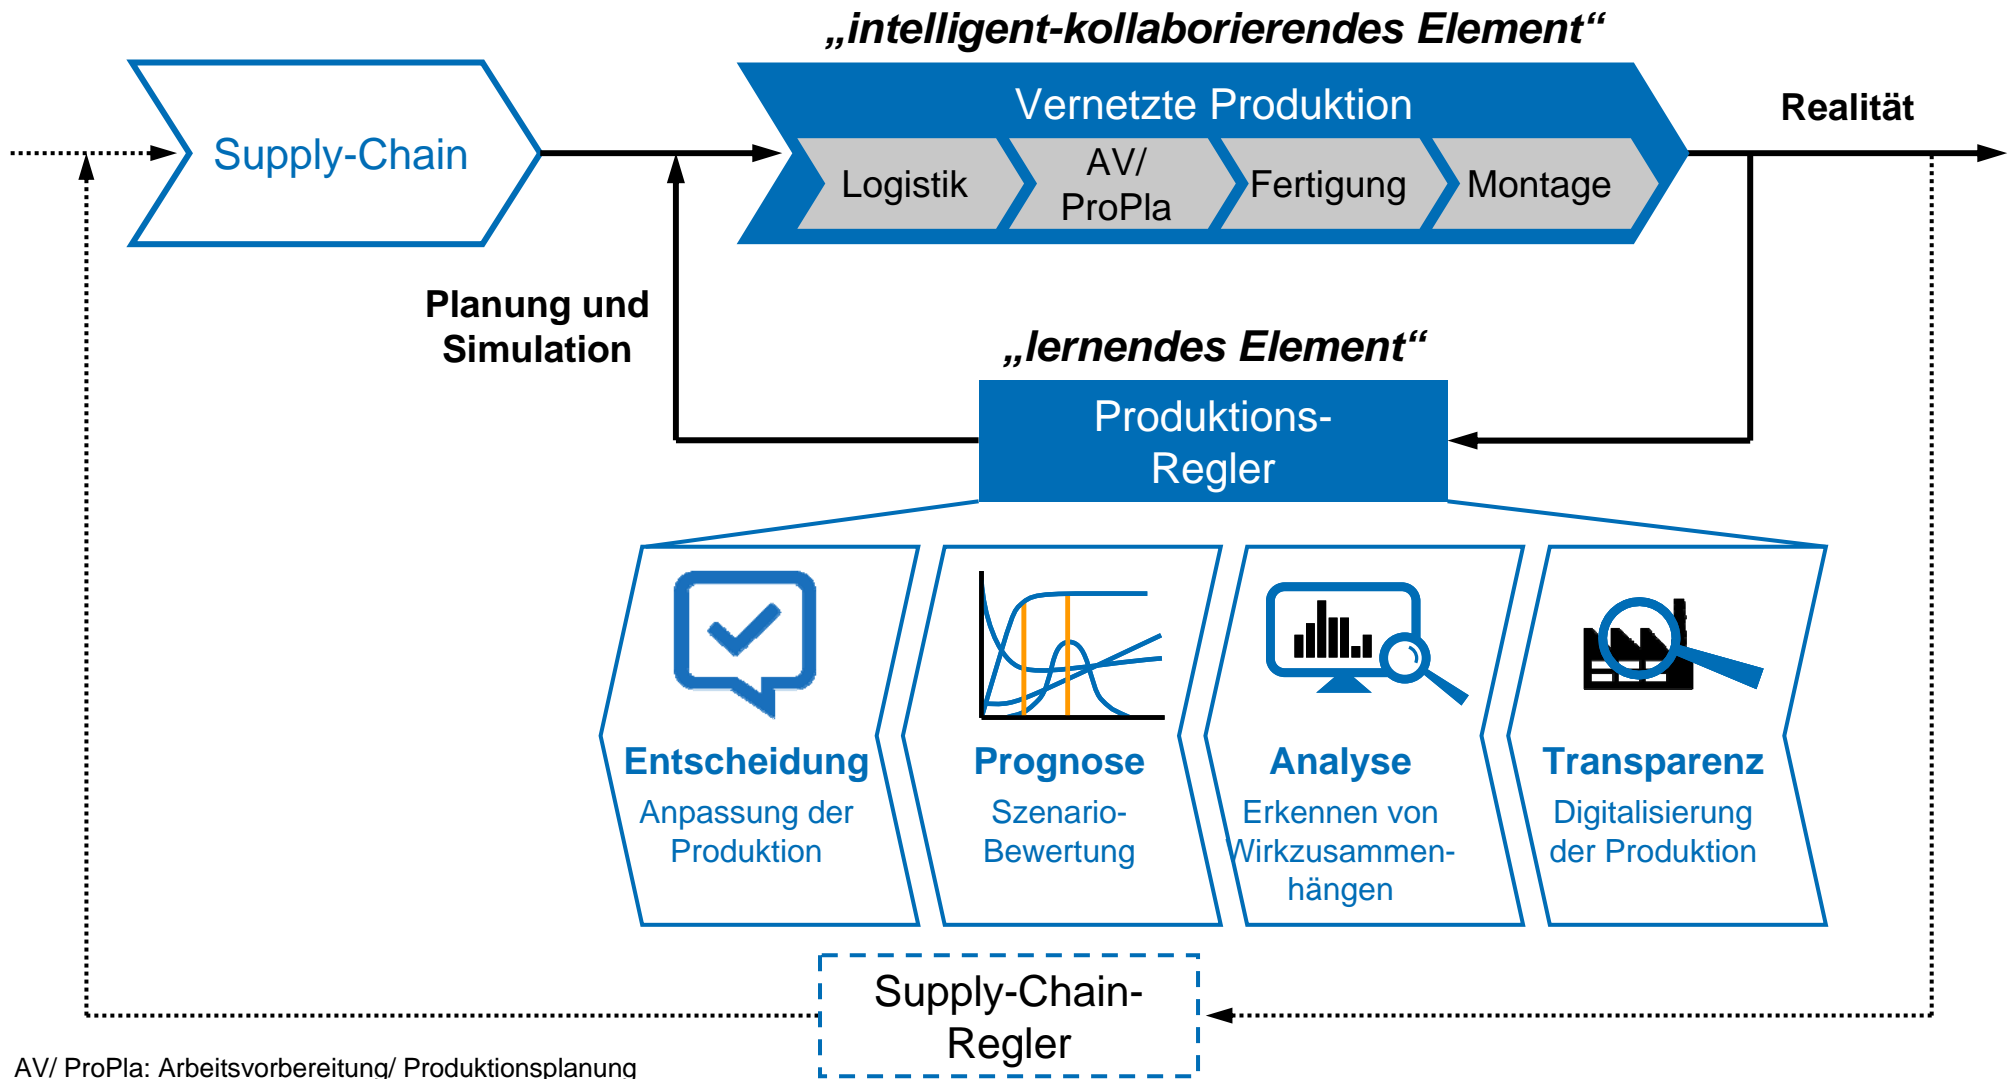 „intelligent-kollaborierendes Element“
Supply-Chain
Vernetzte Produktion
Realität
Logistik
AV/
ProPla
Fertigung
Montage
Planung und
Simulation
„lernendes Element“
Produktions-
Regler
Entscheidung
Anpassung der
Produktion
Prognose
Szenario-
Bewertung
Analyse
Erkennen von
Wirkzusammen-
hängen
Transparenz
Digitalisierung
der Produktion
Supply-Chain-
Regler
AV/ ProPla: Arbeitsvorbereitung/ Produktionsplanung